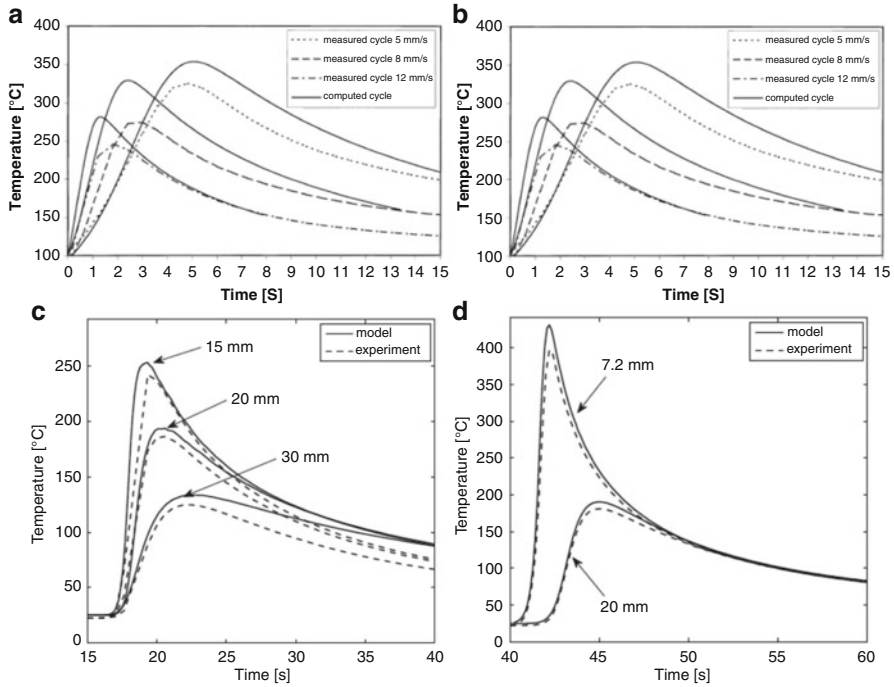 a
Temperature [°C]
400
350
300
250
200
150
100
0 1 2 3 4 5 6 7 8 9 10 11 12 13 14 15
Time [S]
measured cycle 5 mm/s
measured cycle 8 mm/s
measured cycle 12 mm/s
computed cycle
b
Temperature [°C]
400
350
300
250
200
150
100
0 1 2 3 4 5 6 7 8 9 10 11 12 13 14 15
Time [S]
measured cycle 5 mm/s
measured cycle 8 mm/s
measured cycle 12 mm/s
computed cycle
c
Temperature [°C]
250
200
150
100
50
0
15 20 25 30 35 40
Time [s]
model
experiment
15 mm
20 mm
30 mm
d
Temperature [°C]
400
350
300
250
200
150
100
50
0
40 45 50 55 60
Time [s]
model
experiment
7.2 mm
20 mm